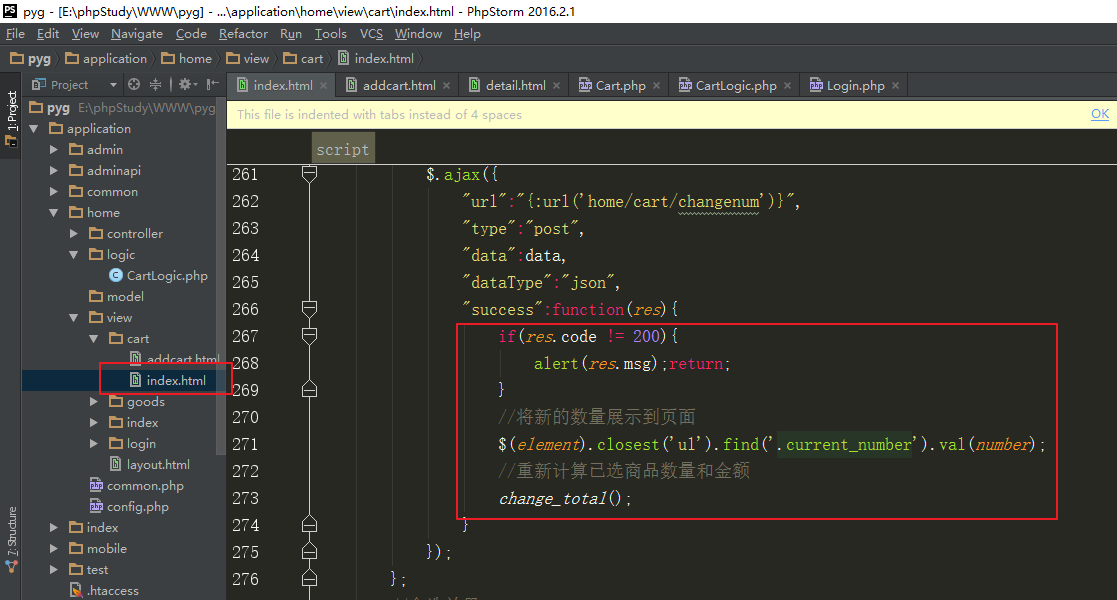 pyg - [E:\phpStudy\WWW\pyg] - ...\application\home\view\cart\index.html - PhpStorm 2016.2.1
File Edit View Navigate Code Refactor Run Tools VCS Window Help
pyg application home view cart index.html
Project
index.html addcart.html detail.html Cart.php CartLogic.php Login.php
1: Project
7: Structure
pyg E:\phpStudy\WWW\pyg
application
admin
adminapi
common
home
controller
logic
CartLogic.php
model
view
cart
addcart.html
index.html
goods
index
login
layout.html
common.php
config.php
index
mobile
test
.htaccess
This file is indented with tabs instead of 4 spaces OK
script
261 $.ajax({
262 "url":"{:url('home/cart/changenum')}",
263 "type":"post",
264 "data":data,
265 "dataType":"json",
266 "success":function(res){
267 if(res.code != 200){
268 alert(res.msg);return;
269 }
270 //将新的数量展示到页面
271 $(element).closest('ul').find('.current_number').val(number);
272 //重新计算已选商品数量和金额
273 change_total();
274 }
275 });
276 };